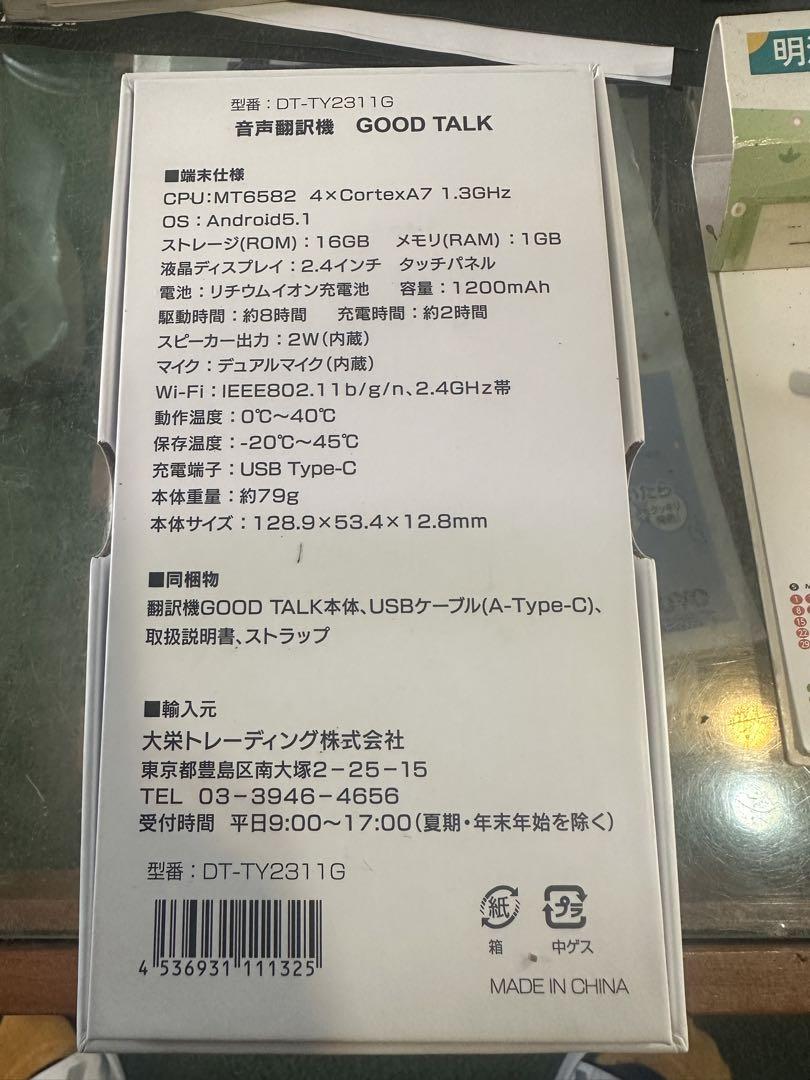 型番：DT-TY2311G
音声翻訳機 GOOD TALK
■端末仕様
CPU:MT6582 4×CortexA7 1.3GHz
OS：Android5.1
ストレージ(ROM)：16GB メモリ(RAM)：1GB
液晶ディスプレイ：2.4インチ タッチパネル
電池：リチウムイオン充電池 容量：1200mAh
駆動時間：約8時間 充電時間：約2時間
スピーカー出力：2W(内蔵)
マイク：デュアルマイク(内蔵)
Wi-Fi：IEEE802.11b/g/n、2.4GHz帯
動作温度：0℃～40℃
保存温度：-20℃～45℃
充電端子：USB Type-C
本体重量：約79g
本体サイズ：128.9×53.4×12.8mm
■同梱物
翻訳機GOOD TALK本体、USBケーブル(A-Type-C)、
取扱説明書、ストラップ
■輸入元
大栄トレーディング株式会社
東京都豊島区南大塚2－25－15
TEL 03－3946－4656
受付時間 平日9:00～17:00(夏期・年末年始を除く)
型番：DT-TY2311G
4 536931 111325
紙
箱
プラ
中ゲス
MADE IN CHINA
明